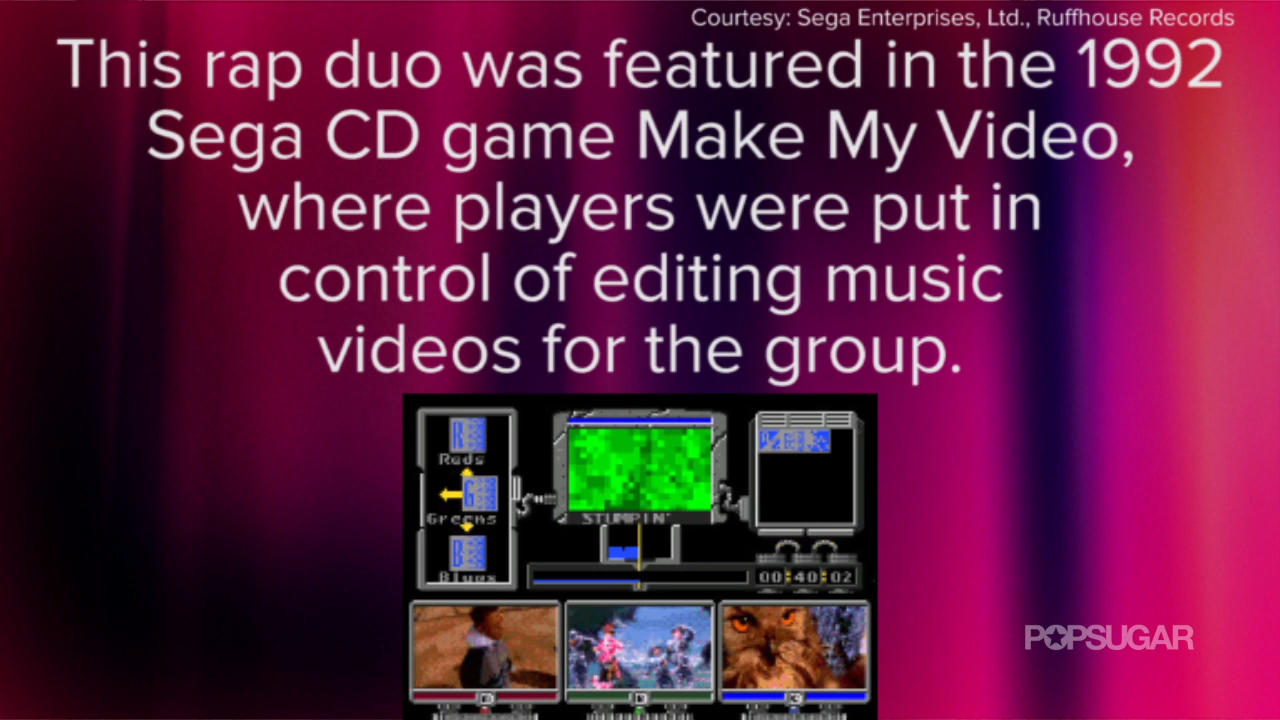 Courtesy: Sega Enterprises, Ltd., Ruffhouse Records
This rap duo was featured in the 1992
Sega CD game Make My Video,
where players were put in
control of editing music
videos for the group.
Reds
Greens
Blues
STUMPIN'
00:40:02
POPSUGAR